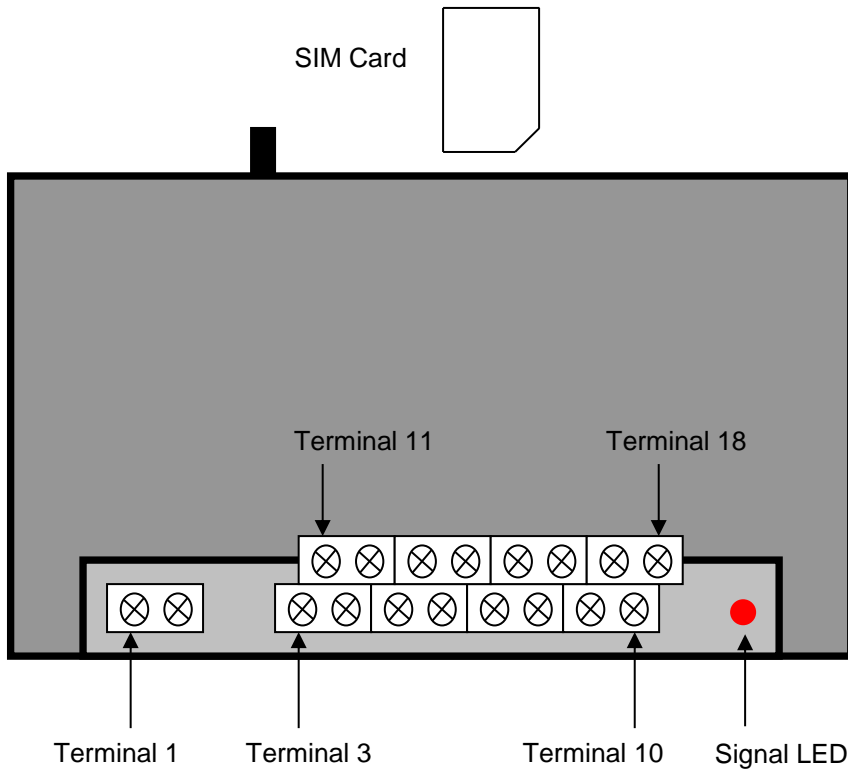 SIM Card
Terminal 11
Terminal 18
Terminal 1
Terminal 3
Terminal 10
Signal LED